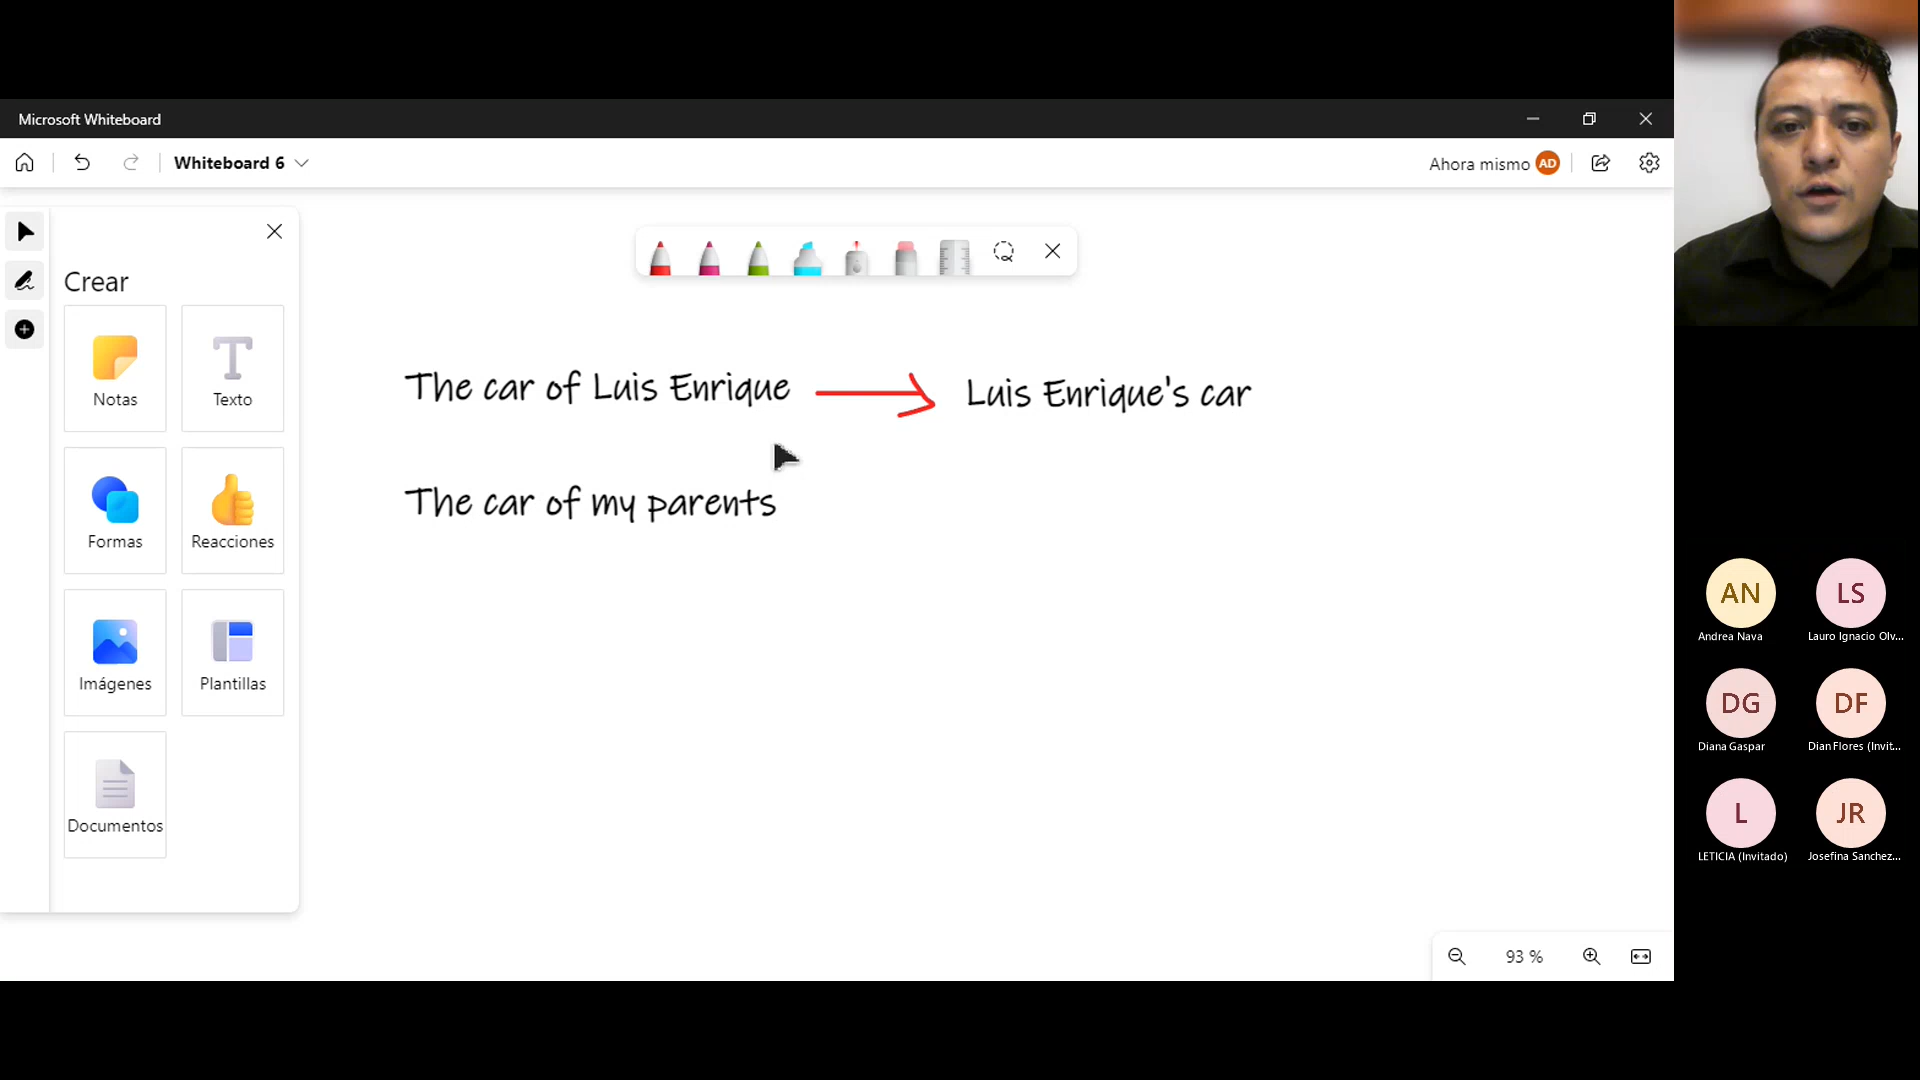 Microsoft Whiteboard
Whiteboard 6
Ahora mismo AD
Crear
Notas
Texto
Formas
Reacciones
Imágenes
Plantillas
Documentos
The car of Luis Enrique
Luis Enrique's car
The car of my parents
93 %
AN
LS
Andrea Nava
Lauro Ignacio Olv...
DG
DF
Diana Gaspar
Dian Flores (Invit...
L
JR
LETICIA (Invitado)
Josefina Sanchez...